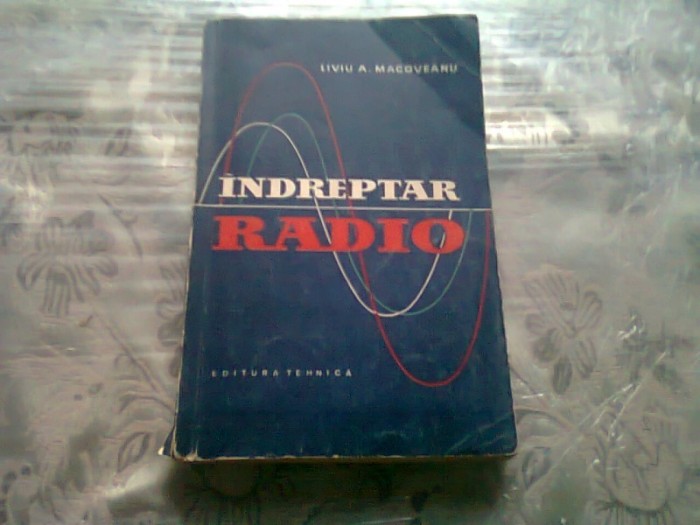 LIVIU A. MACOVEANU
ÎNDREPTAR
RADIO
EDITURA TEHNICĂ